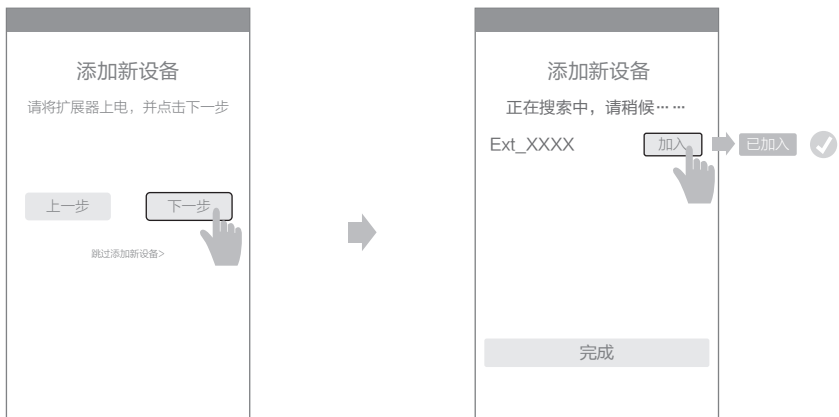 添加新设备
请将扩展器上电，并点击下一步
上一步
下一步
跳过添加新设备>
添加新设备
正在搜索中，请稍候……
Ext_XXXX
加入
已加入
完成